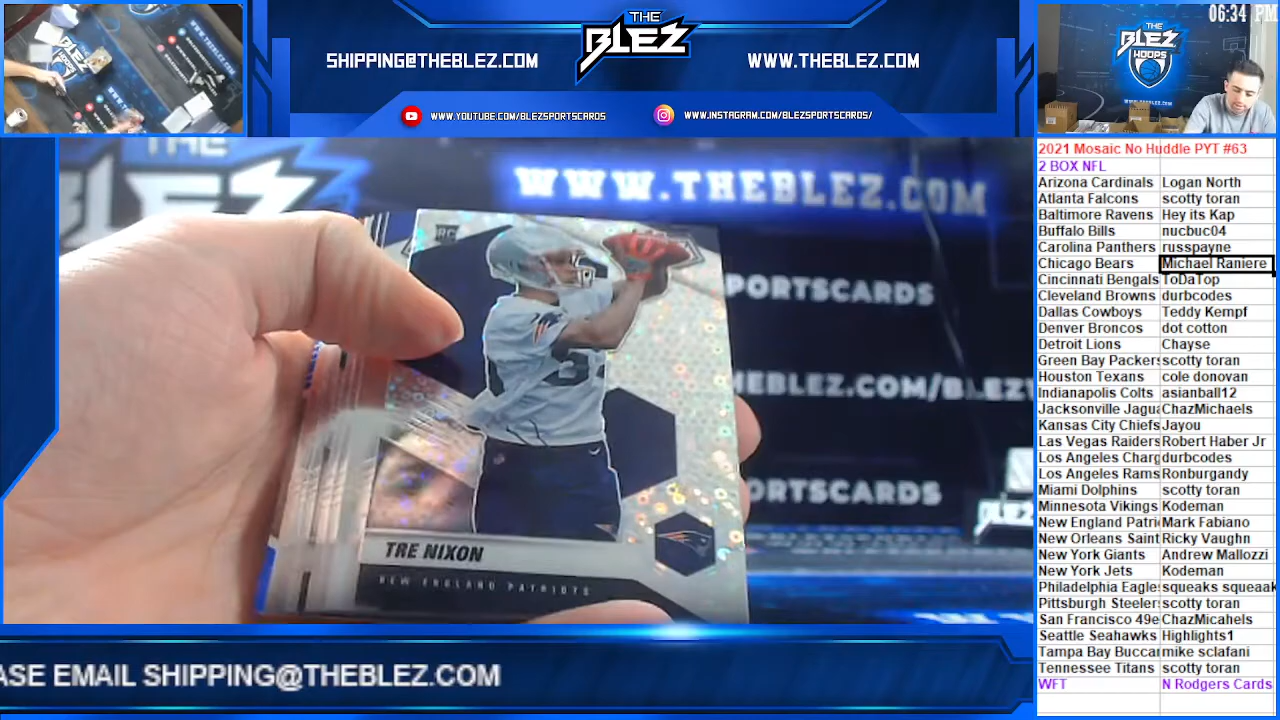 SHIPPING@THEBLEZ.COM
THE
BLEZ
WWW.THEBLEZ.COM
WWW.YOUTUBE.COM/BLEZSPORTSCARDS
WWW.INSTAGRAM.COM/BLEZSPORTSCARDS/
06:34 PM
THE
BLEZ
HOOPS
THE
WWW.THEBLEZ.COM
RC
PORTSCARDS
ORTSCARDS
TRE NIXON
NEW ENGLAND PATRIOTS
ASE EMAIL SHIPPING@THEBLEZ.COM
2021 Mosaic No Huddle PYT #63
2 BOX NFL
Arizona Cardinals Logan North
Atlanta Falcons scotty toran
Baltimore Ravens Hey its Kap
Buffalo Bills nucbuc04
Carolina Panthers russpayne
Chicago Bears Michael Raniere
Cincinnati Bengals ToDaTop
Cleveland Browns durbcodes
Dallas Cowboys Teddy Kempf
Denver Broncos dot cotton
Detroit Lions Chayse
Green Bay Packers scotty toran
Houston Texans cole donovan
Indianapolis Colts asianball12
Jacksonville Jagua ChazMichaels
Kansas City Chiefs Jayou
Las Vegas Raiders Robert Haber Jr
Los Angeles Charg durbcodes
Los Angeles Rams Ronburgandy
Miami Dolphins scotty toran
Minnesota Vikings Kodeman
New England Patri Mark Fabiano
New Orleans Saint Ricky Vaughn
New York Giants Andrew Mallozzi
New York Jets Kodeman
Philadelphia Eagle squeaks squeaak
Pittsburgh Steeler scotty toran
San Francisco 49e ChazMicahels
Seattle Seahawks Highlights1
Tampa Bay Buccar mike sclafani
Tennessee Titans scotty toran
WFT N Rodgers Cards